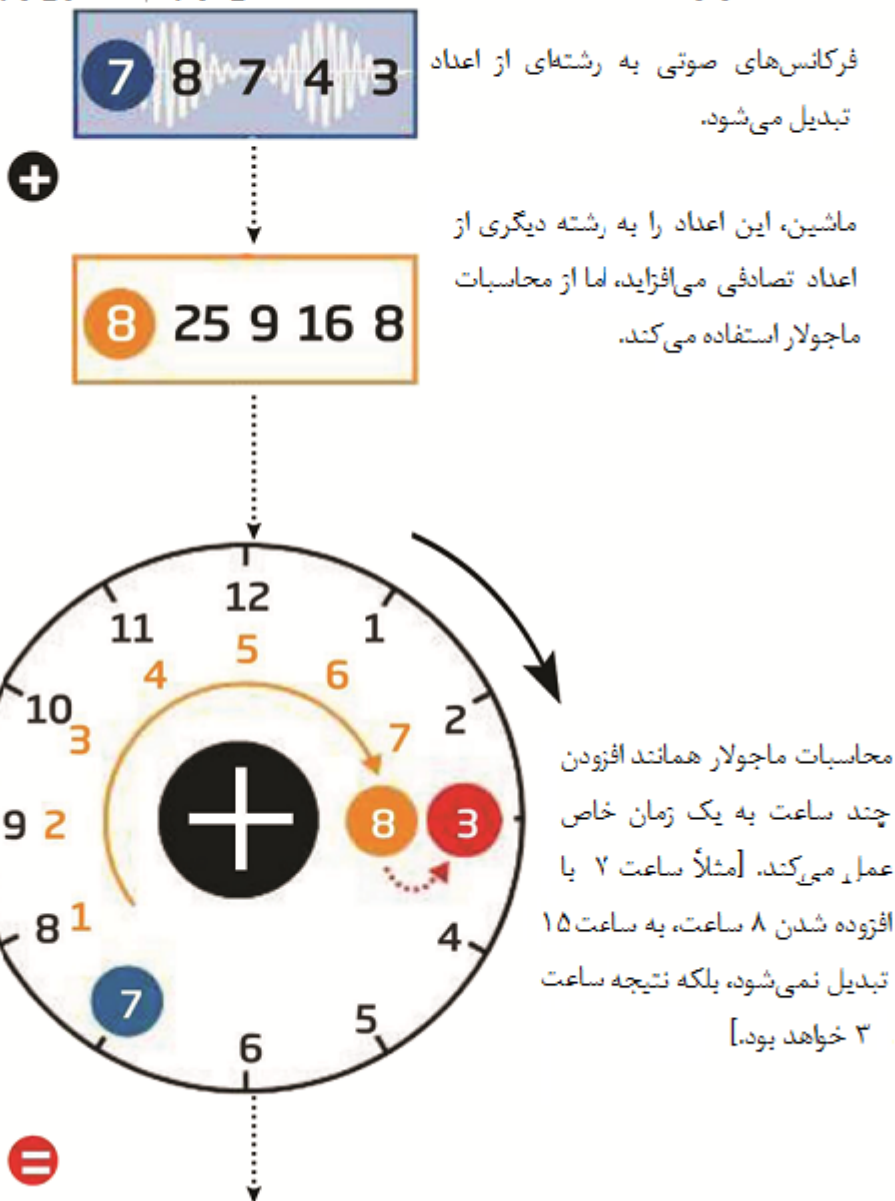 7 8 7 4 3
فرکانس‌های صوتی به رشته‌ای از اعداد
تبدیل می‌شود.
+
ماشین، این اعداد را به رشته دیگری از
اعداد تصادفی می‌افزاید، اما از محاسبات
ماجولار استفاده می‌کند.
8 25 9 16 8
12
11
1
5
4
6
10
2
3
7
9 2
8
3
8 1
4
7
5
6
محاسبات ماجولار همانند افزودن
چند ساعت به یک زمان خاص
عمل می‌کند. [مثلاً ساعت ۷ با
افزوده شدن ۸ ساعت، به ساعت ۱۵
تبدیل نمی‌شود، بلکه نتیجه ساعت
۳ خواهد بود.]
=